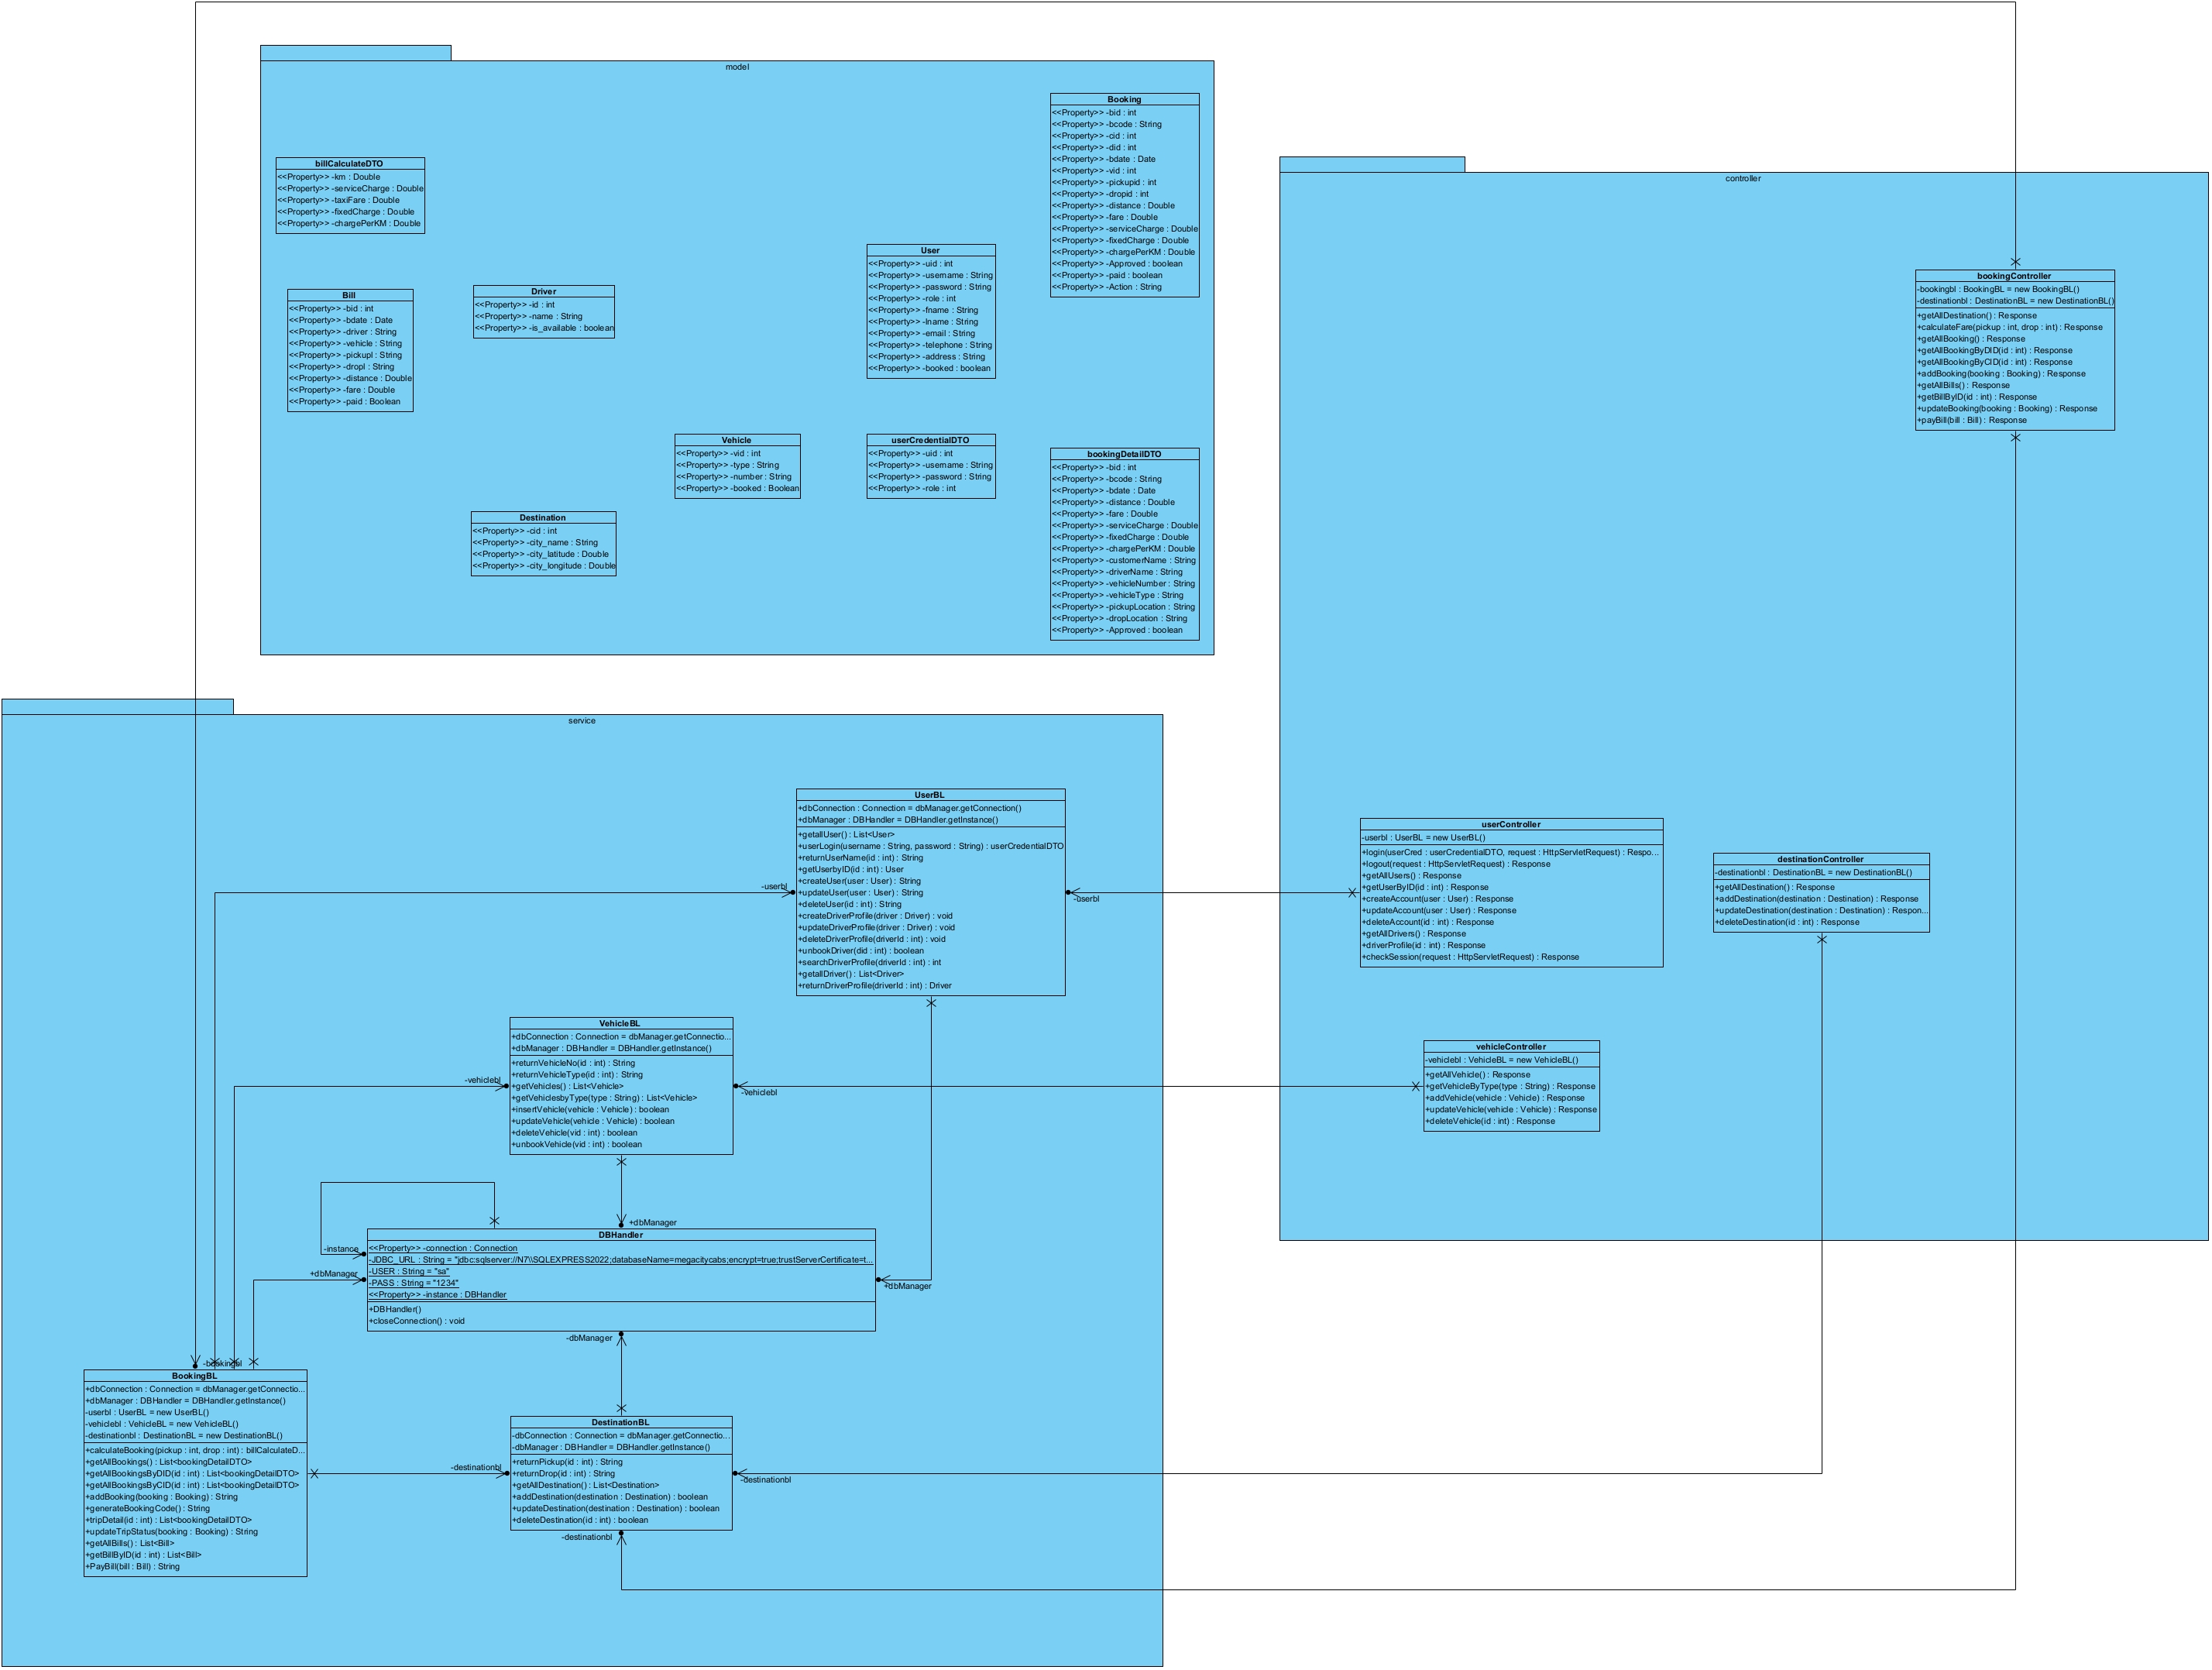 model
Booking
<<Property>> -bid : int
<<Property>> -bcode : String
<<Property>> -cid : int
<<Property>> -did : int
<<Property>> -bdate : Date
<<Property>> -vid : int
<<Property>> -pickupid : int
<<Property>> -dropid : int
<<Property>> -distance : Double
<<Property>> -fare : Double
<<Property>> -serviceCharge : Double
<<Property>> -fixedCharge : Double
<<Property>> -chargePerKM : Double
<<Property>> -Approved : boolean
<<Property>> -paid : boolean
<<Property>> -Action : String
billCalculateDTO
<<Property>> -km : Double
<<Property>> -serviceCharge : Double
<<Property>> -taxiFare : Double
<<Property>> -fixedCharge : Double
<<Property>> -chargePerKM : Double
User
<<Property>> -uid : int
<<Property>> -username : String
<<Property>> -password : String
<<Property>> -role : int
<<Property>> -fname : String
<<Property>> -lname : String
<<Property>> -email : String
<<Property>> -telephone : String
<<Property>> -address : String
<<Property>> -booked : boolean
Bill
<<Property>> -bid : int
<<Property>> -bdate : Date
<<Property>> -driver : String
<<Property>> -vehicle : String
<<Property>> -pickupl : String
<<Property>> -dropl : String
<<Property>> -distance : Double
<<Property>> -fare : Double
<<Property>> -paid : Boolean
Driver
<<Property>> -id : int
<<Property>> -name : String
<<Property>> -is_available : boolean
Vehicle
<<Property>> -vid : int
<<Property>> -type : String
<<Property>> -number : String
<<Property>> -booked : Boolean
userCredentialDTO
<<Property>> -uid : int
<<Property>> -username : String
<<Property>> -password : String
<<Property>> -role : int
bookingDetailDTO
<<Property>> -bid : int
<<Property>> -bcode : String
<<Property>> -bdate : Date
<<Property>> -distance : Double
<<Property>> -fare : Double
<<Property>> -serviceCharge : Double
<<Property>> -fixedCharge : Double
<<Property>> -chargePerKM : Double
<<Property>> -customerName : String
<<Property>> -driverName : String
<<Property>> -vehicleNumber : String
<<Property>> -vehicleType : String
<<Property>> -pickupLocation : String
<<Property>> -dropLocation : String
<<Property>> -Approved : boolean
Destination
<<Property>> -cid : int
<<Property>> -city_name : String
<<Property>> -city_latitude : Double
<<Property>> -city_longitude : Double
controller
bookingController
-bookingbl : BookingBL = new BookingBL()
-destinationbl : DestinationBL = new DestinationBL()
+getAllDestination() : Response
+calculateFare(pickup : int, drop : int) : Response
+getAllBooking() : Response
+getAllBookingByDID(id : int) : Response
+getAllBookingByCID(id : int) : Response
+addBooking(booking : Booking) : Response
+getAllBills() : Response
+getBillByID(id : int) : Response
+updateBooking(booking : Booking) : Response
+payBill(bill : Bill) : Response
userController
-userbl : UserBL = new UserBL()
+login(userCred : userCredentialDTO, request : HttpServletRequest) : Respo...
+logout(request : HttpServletRequest) : Response
+getAllUsers() : Response
+getUserByID(id : int) : Response
+createAccount(user : User) : Response
+updateAccount(user : User) : Response
+deleteAccount(id : int) : Response
+getAllDrivers() : Response
+driverProfile(id : int) : Response
+checkSession(request : HttpServletRequest) : Response
destinationController
-destinationbl : DestinationBL = new DestinationBL()
+getAllDestination() : Response
+addDestination(destination : Destination) : Response
+updateDestination(destination : Destination) : Respon...
+deleteDestination(id : int) : Response
vehicleController
-vehiclebl : VehicleBL = new VehicleBL()
+getAllVehicle() : Response
+getVehicleByType(type : String) : Response
+addVehicle(vehicle : Vehicle) : Response
+updateVehicle(vehicle : Vehicle) : Response
+deleteVehicle(id : int) : Response
service
UserBL
+dbConnection : Connection = dbManager.getConnection()
+dbManager : DBHandler = DBHandler.getInstance()
+getallUser() : List<User>
+userLogin(username : String, password : String) : userCredentialDTO
+returnUserName(id : int) : String
+getUserbyID(id : int) : User
+createUser(user : User) : String
+updateUser(user : User) : String
+deleteUser(id : int) : String
+createDriverProfile(driver : Driver) : void
+updateDriverProfile(driver : Driver) : void
+deleteDriverProfile(driverId : int) : void
+unbookDriver(did : int) : boolean
+searchDriverProfile(driverId : int) : int
+getallDriver() : List<Driver>
+returnDriverProfile(driverId : int) : Driver
-userbl
-userbl
VehicleBL
+dbConnection : Connection = dbManager.getConnectio...
+dbManager : DBHandler = DBHandler.getInstance()
+returnVehicleNo(id : int) : String
+returnVehicleType(id : int) : String
+getVehicles() : List<Vehicle>
+getVehiclesbyType(type : String) : List<Vehicle>
+insertVehicle(vehicle : Vehicle) : boolean
+updateVehicle(vehicle : Vehicle) : boolean
+deleteVehicle(vid : int) : boolean
+unbookVehicle(vid : int) : boolean
-vehiclebl
-vehiclebl
+dbManager
DBHandler
<<Property>> -connection : Connection
-JDBC_URL : String = "jdbc:sqlserver://N7\\SQLEXPRESS2022;databaseName=megacitycabs;encrypt=true;trustServerCertificate=t...
-USER : String = "sa"
-PASS : String = "1234"
<<Property>> -instance : DBHandler
+DBHandler()
+closeConnection() : void
-instance
+dbManager
+dbManager
-dbManager
-bookingbl
BookingBL
+dbConnection : Connection = dbManager.getConnectio...
+dbManager : DBHandler = DBHandler.getInstance()
-userbl : UserBL = new UserBL()
-vehiclebl : VehicleBL = new VehicleBL()
-destinationbl : DestinationBL = new DestinationBL()
+calculateBooking(pickup : int, drop : int) : billCalculateD...
+getAllBookings() : List<bookingDetailDTO>
+getAllBookingsByDID(id : int) : List<bookingDetailDTO>
+getAllBookingsByCID(id : int) : List<bookingDetailDTO>
+addBooking(booking : Booking) : String
+generateBookingCode() : String
+tripDetail(id : int) : List<bookingDetailDTO>
+updateTripStatus(booking : Booking) : String
+getAllBills() : List<Bill>
+getBillByID(id : int) : List<Bill>
+PayBill(bill : Bill) : String
DestinationBL
-dbConnection : Connection = dbManager.getConnectio...
-dbManager : DBHandler = DBHandler.getInstance()
+returnPickup(id : int) : String
+returnDrop(id : int) : String
+getAllDestination() : List<Destination>
+addDestination(destination : Destination) : boolean
+updateDestination(destination : Destination) : boolean
+deleteDestination(id : int) : boolean
-destinationbl
-destinationbl
-destinationbl